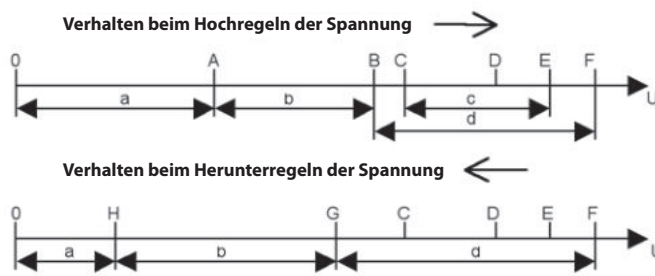 Verhalten beim Hochregeln der Spannung
0 A B C D E F
a b c
d
U
Verhalten beim Herunterregeln der Spannung
0 H G C D E F
a b d
U